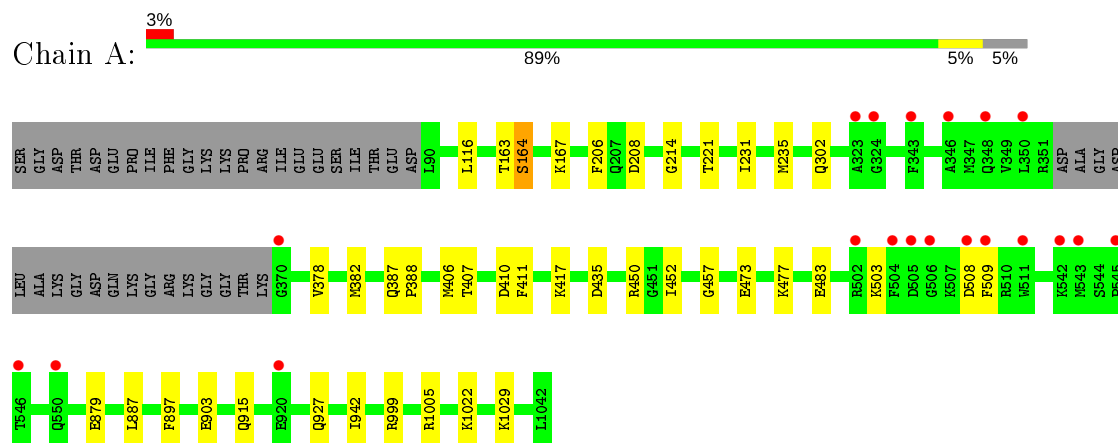 3%
Chain A:
89% 5% 5%
SER GLY ASP THR ASP GLU PRO ILE PHE GLY LYS LYS PRO ARG ILE GLU GLU SER ILE THR GLU ASP L90 L116 T163 S164 K167 F206 Q207 D208 G214 T221 I231 M235 Q302 A323 G324 F343 A346 M347 Q348 V349 L350 R351 ASP ALA GLY ASP
LEU ALA LYS GLY ASP GLN LYS GLY ARG LYS GLY GLY THR LYS G370 V378 M382 Q387 P388 M406 T407 D410 F411 K417 D435 R450 G451 I452 G457 E473 K477 E483 R502 K503 F504 D505 G506 K507 D508 F509 R510 W511 K542 M543 S544 P545
T546 Q550 E879 L887 F897 E903 Q915 E920 Q927 I942 R999 R1005 K1022 K1029 L1042